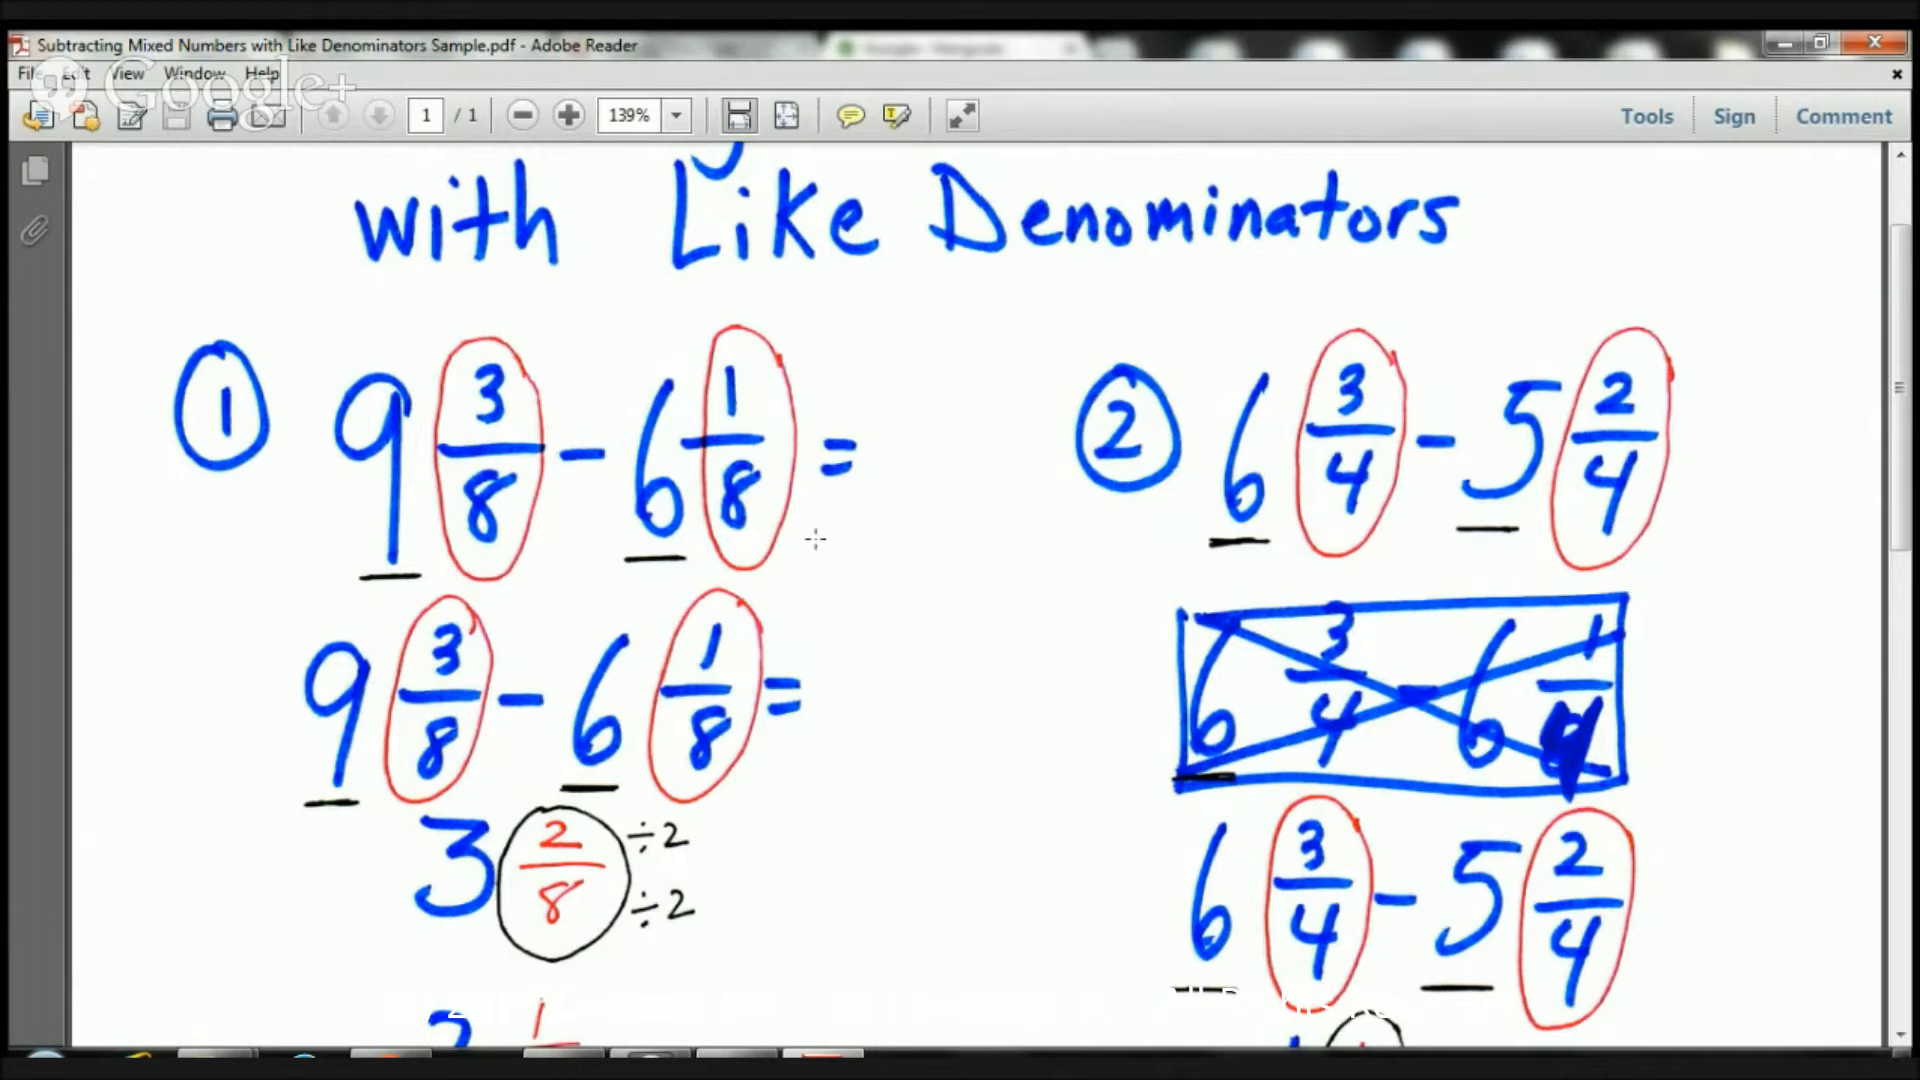 Subtracting Mixed Numbers with Like Denominators Sample.pdf - Adobe Reader
File Edit View Window Help
Google+
1 / 1 139% Tools Sign Comment
with Like Denominators
① 9 3/8 - 6 1/8 =
9 3/8 - 6 1/8 =
3 2/8 ÷2 ÷2
② 6 3/4 - 5 2/4
6 3/4 - 6 1/
6 3/4 - 5 2/4